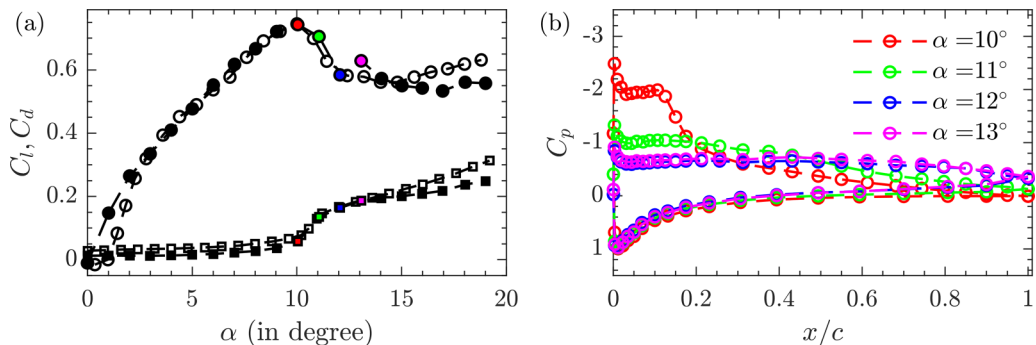 (a)
C_l, C_d
0.6
0.4
0.2
0
0 5 10 15 20
α (in degree)
(b)
C_p
-3
-2
-1
0
1
0 0.2 0.4 0.6 0.8 1
x/c
α =10°
α =11°
α =12°
α =13°